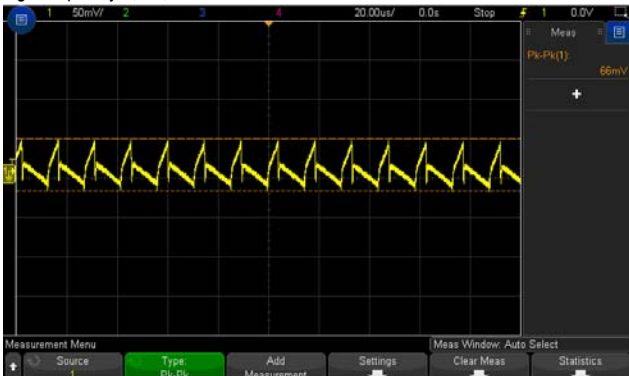 1 50mV/ 2 3 4 20.00us/ 0.0s Stop 1 0.0V
Meas
Pk-Pk(1):
66mV
+
Measurement Menu
Meas Window: Auto Select
Source
1
Type:
Pk-Pk
Add
Measurement
Settings
Clear Meas
Statistics